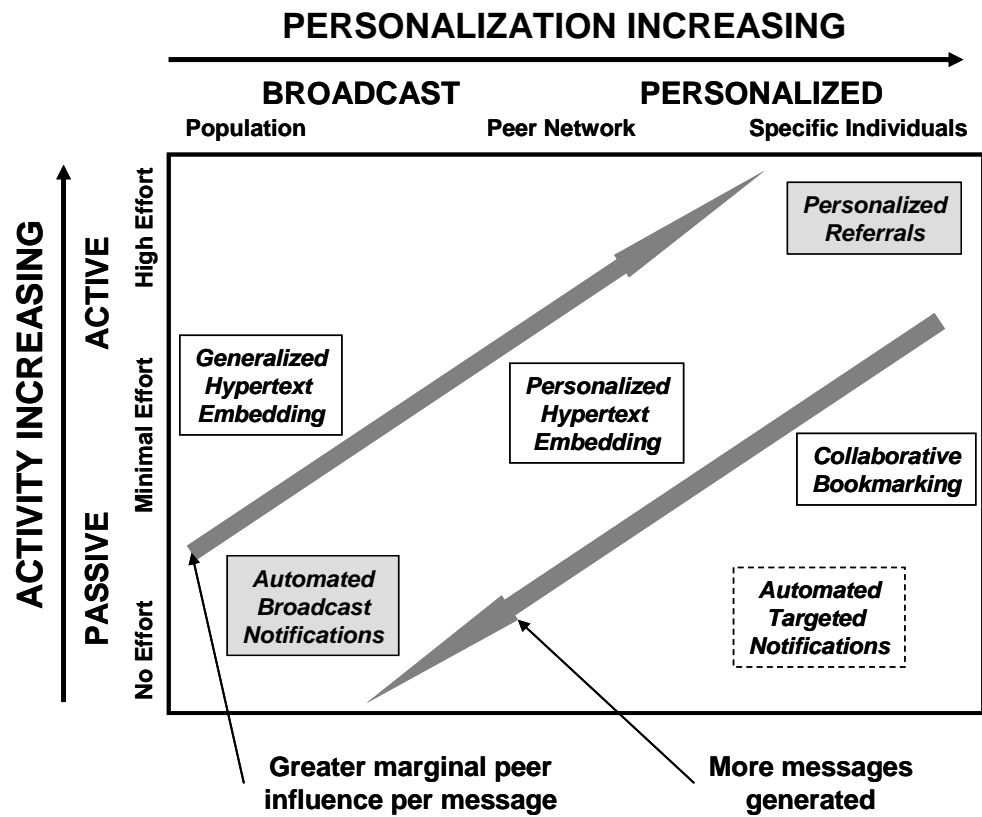 PERSONALIZATION INCREASING
BROADCAST
PERSONALIZED
Population
Peer Network
Specific Individuals
ACTIVITY INCREASING
ACTIVE
PASSIVE
High Effort
Minimal Effort
No Effort
Personalized
Referrals
Generalized
Hypertext
Embedding
Personalized
Hypertext
Embedding
Collaborative
Bookmarking
Automated
Broadcast
Notifications
Automated
Targeted
Notifications
Greater marginal peer
influence per message
More messages
generated